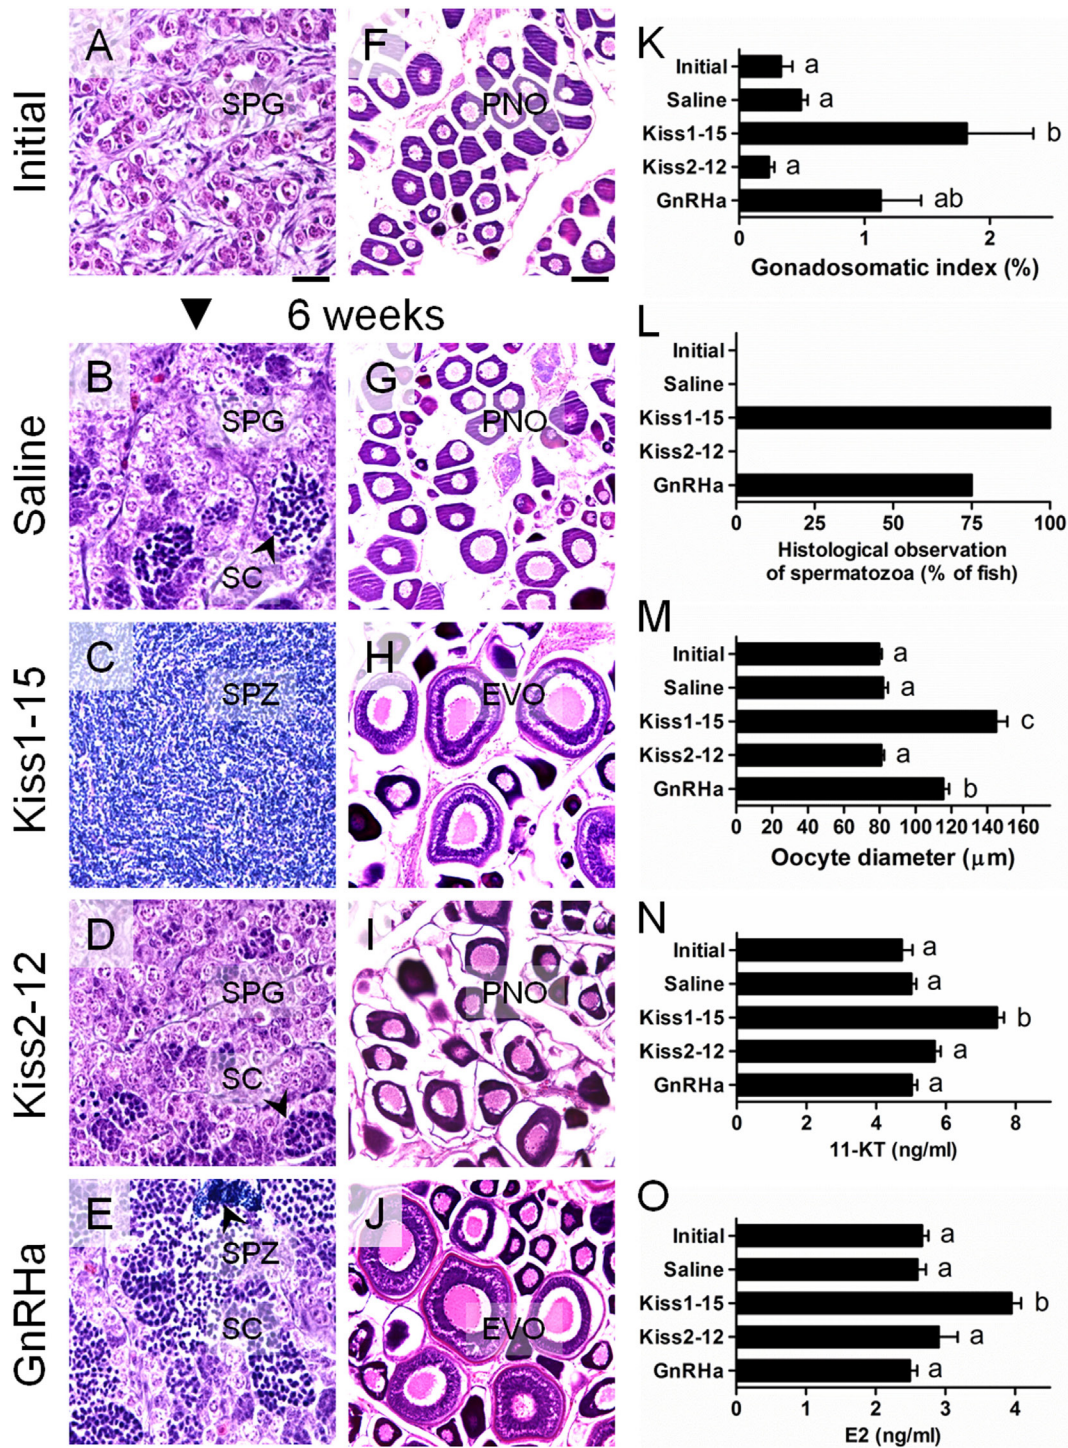 Initial
A
SPG
F
PNO
6 weeks
Saline
B
SPG
SC
G
PNO
Kiss1-15
C
SPZ
H
EVO
Kiss2-12
D
SPG
SC
I
PNO
GnRHa
E
SPZ
SC
J
EVO
K
Initial a
Saline a
Kiss1-15 b
Kiss2-12 a
GnRHa ab
0 1 2
Gonadosomatic index (%)
L
Initial
Saline
Kiss1-15
Kiss2-12
GnRHa
0 25 50 75 100
Histological observation
of spermatozoa (% of fish)
M
Initial a
Saline a
Kiss1-15 c
Kiss2-12 a
GnRHa b
0 20 40 60 80 100 120 140 160
Oocyte diameter (μm)
N
Initial a
Saline a
Kiss1-15 b
Kiss2-12 a
GnRHa a
0 2 4 6 8
11-KT (ng/ml)
O
Initial a
Saline a
Kiss1-15 b
Kiss2-12 a
GnRHa a
0 1 2 3 4
E2 (ng/ml)